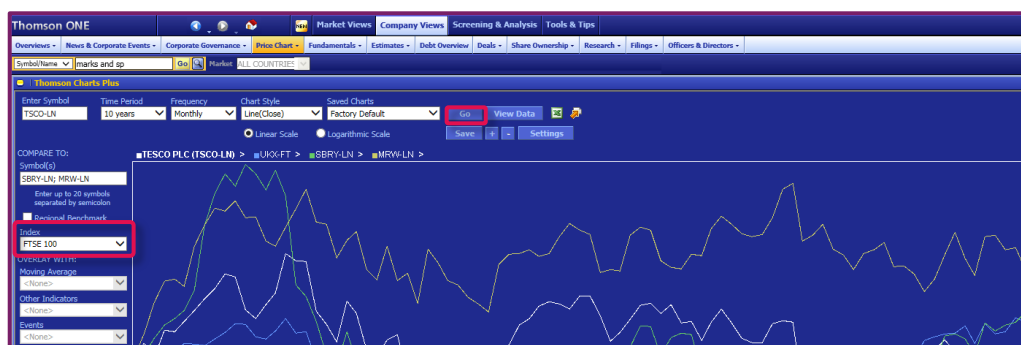 Thomson ONE
NEW
Market Views
Company Views
Screening & Analysis
Tools & Tips
Overviews
News & Corporate Events
Corporate Governance
Price Chart
Fundamentals
Estimates
Debt Overview
Deals
Share Ownership
Research
Filings
Officers & Directors
Symbol/Name
marks and sp
Go
Market
ALL COUNTRIES
Thomson Charts Plus
Enter Symbol
Time Period
Frequency
Chart Style
Saved Charts
TSCO-LN
10 years
Monthly
Line(Close)
Factory Default
Go
View Data
Linear Scale
Logarithmic Scale
Save
+
-
Settings
COMPARE TO:
TESCO PLC (TSCO-LN) >
UKX-FT >
SBRY-LN >
MRW-LN >
Symbol(s)
SBRY-LN; MRW-LN
Enter up to 20 symbols
separated by semicolon
Regional Benchmark
Index
FTSE 100
OVERLAY WITH:
Moving Average
<None>
Other Indicators
<None>
Events
<None>